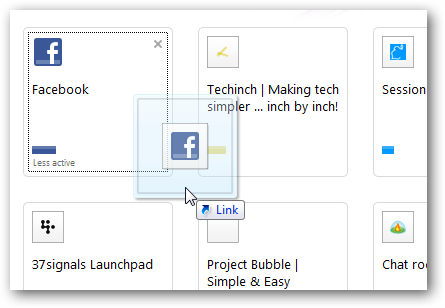 Facebook
Less active
Techinch | Making tech
simpler ... inch by inch!
Session
Link
37signals Launchpad
Project Bubble |
Simple & Easy
Chat roo